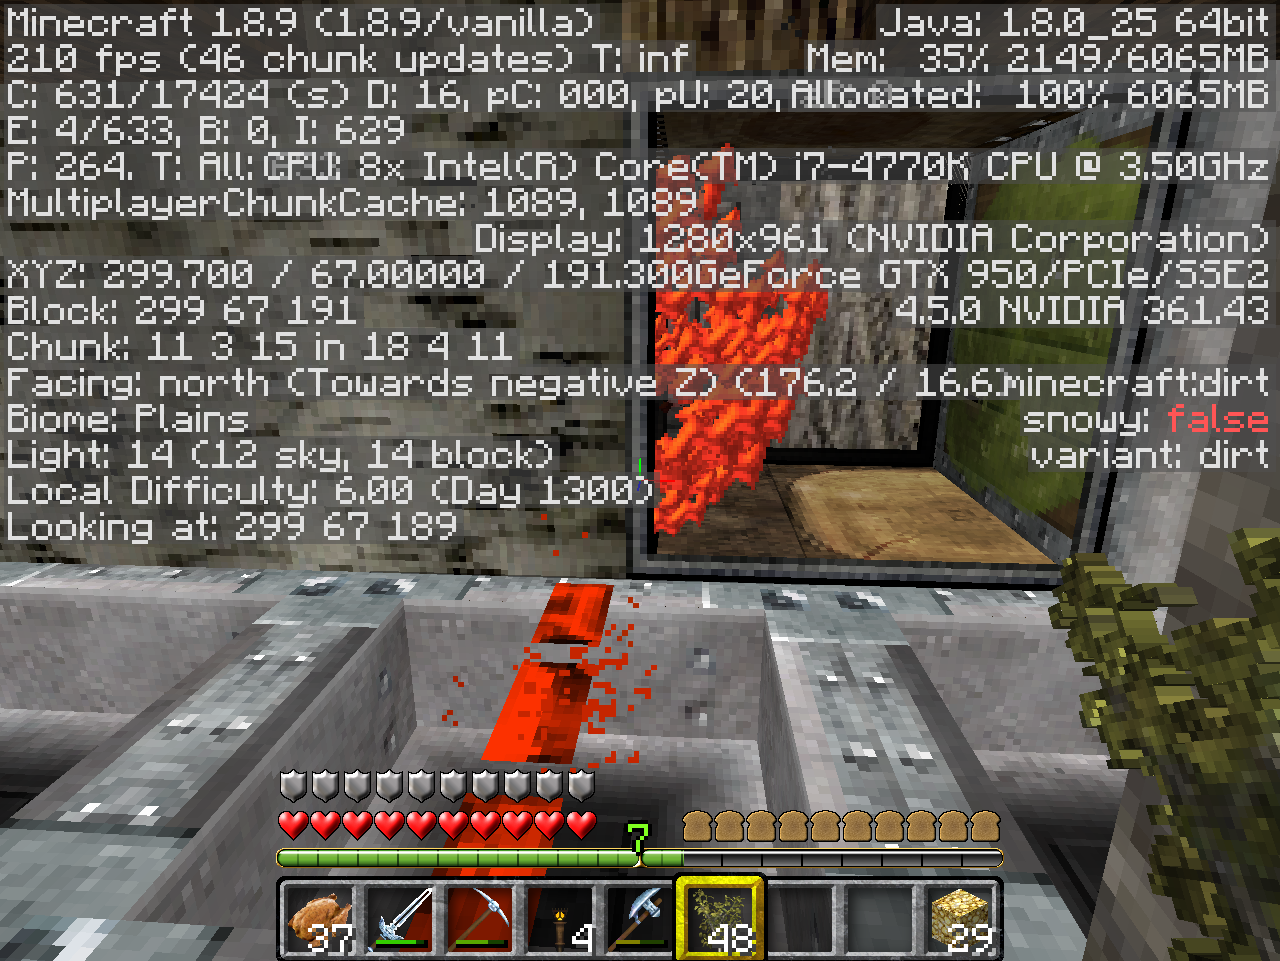 Minecraft 1.8.9 (1.8.9/vanilla)
Java: 1.8.0_25 64bit
210 fps (46 chunk updates) T: inf
Mem: 35% 2149/6065MB
C: 631/17424 (s) D: 16, pC: 000, pU: 20,
Allocated: 100% 6065MB
E: 4/633, B: 0, I: 629
P: 264. T: All:
CPU: 8x Intel(R) Core(TM) i7-4770K CPU @ 3.50GHz
MultiplayerChunkCache: 1089, 1089
Display: 1280x961 (NVIDIA Corporation)
XYZ: 299.700 / 67.00000 / 191.300
GeForce GTX 950/PCIe/SSE2
Block: 299 67 191
4.5.0 NVIDIA 361.43
Chunk: 11 3 15 in 18 4 11
Facing: north (Towards negative Z) (176.2 / 16.6)
minecraft:dirt
Biome: Plains
snowy: false
Light: 14 (12 sky, 14 block)
variant: dirt
Local Difficulty: 6.00 (Day 1300)
Looking at: 299 67 189
7
37
4
48
29